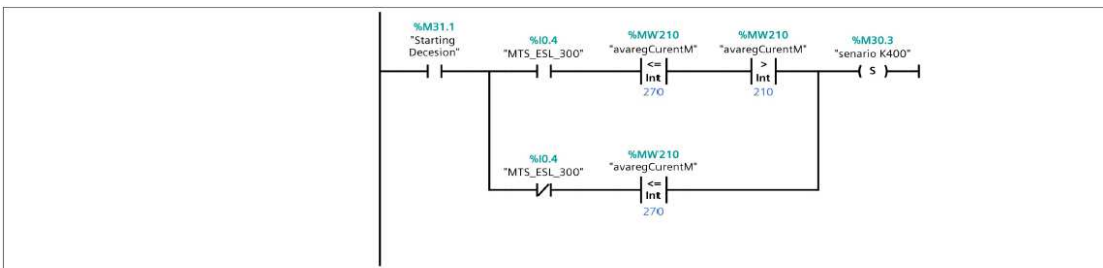 %M31.1
"Starting
Decesion"
%I0.4
"MTS_ESL_300"
%MW210
"avaregCurentM"
<=
Int
270
%MW210
"avaregCurentM"
>
Int
210
%M30.3
"senario K400"
S
%I0.4
"MTS_ESL_300"
%MW210
"avaregCurentM"
<=
Int
270